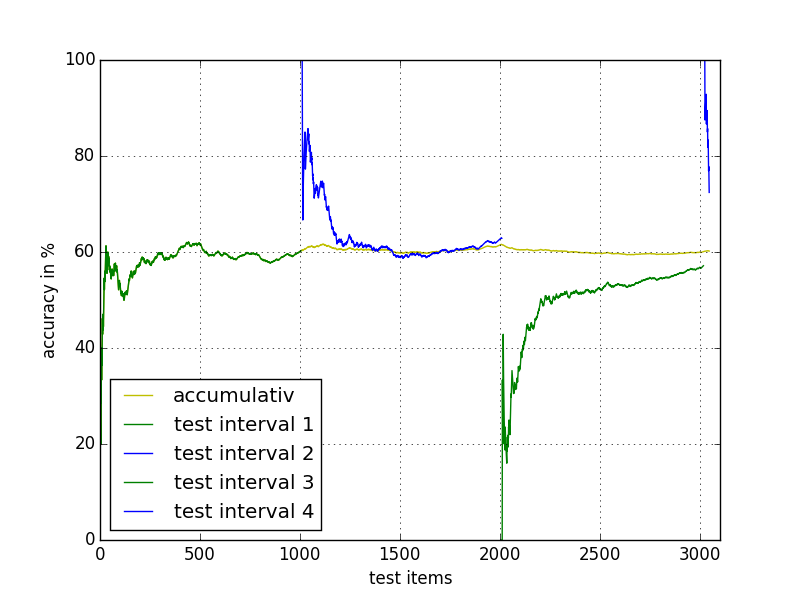 100
80
60
40
20
0
accuracy in %
accumulativ
test interval 1
test interval 2
test interval 3
test interval 4
0 500 1000 1500 2000 2500 3000
test items